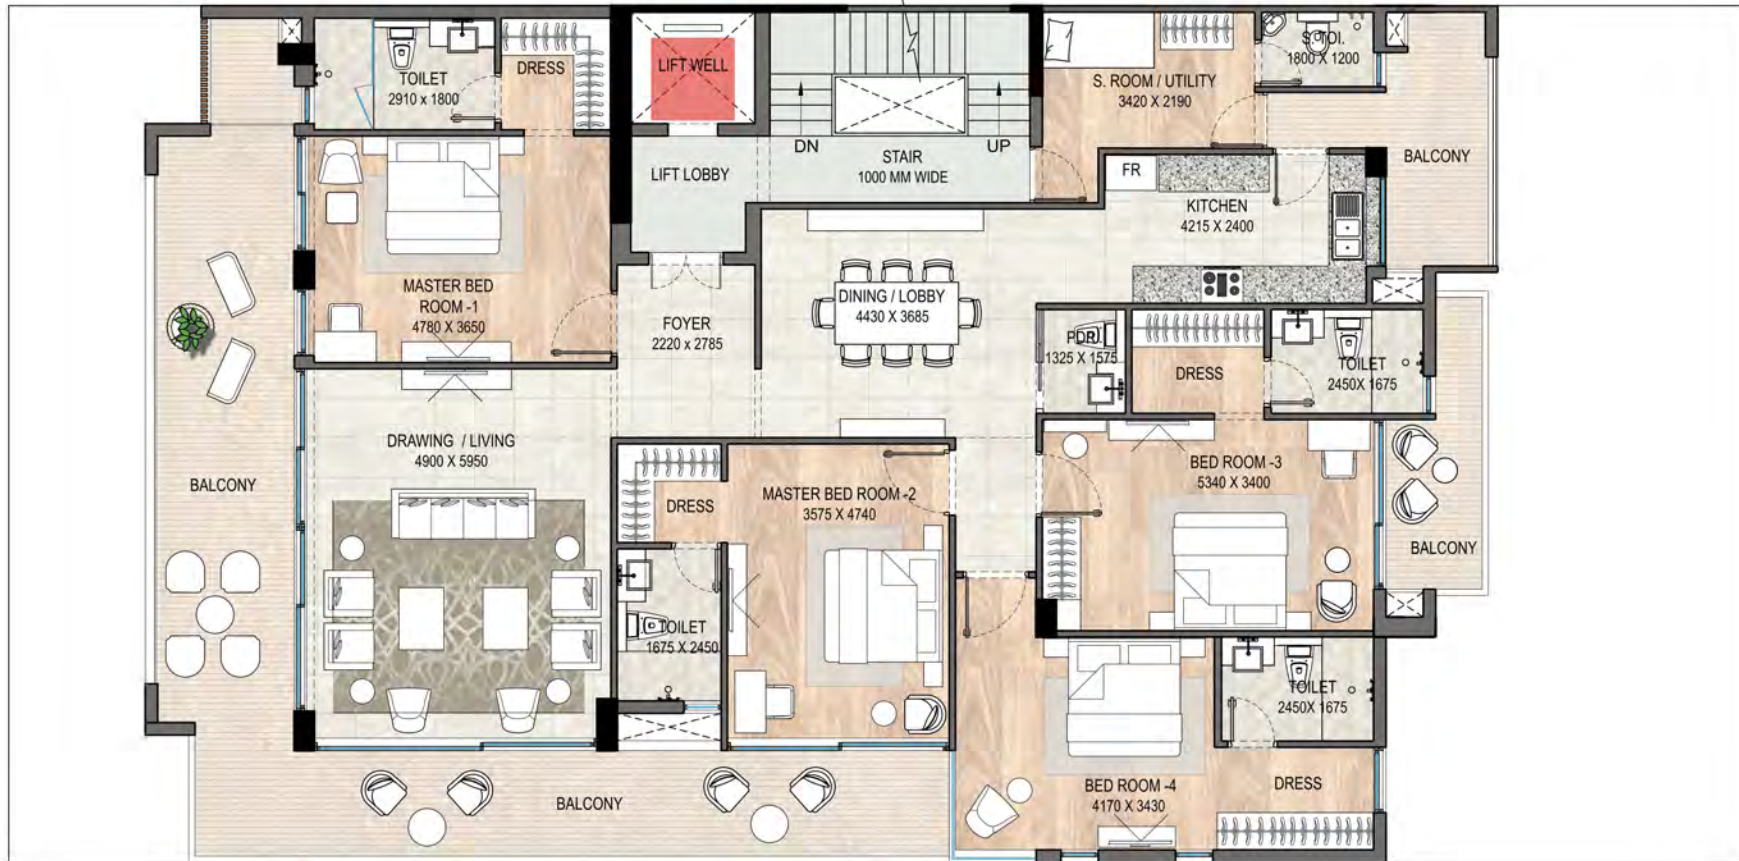 TOILET
2910 x 1800
DRESS
LIFT WELL
DN
UP
STAIR
1000 MM WIDE
LIFT LOBBY
S. ROOM / UTILITY
3420 X 2190
S. TOI.
1800 X 1200
BALCONY
FR
KITCHEN
4215 X 2400
MASTER BED
ROOM -1
4780 X 3650
FOYER
2220 x 2785
DINING / LOBBY
4430 X 3685
PDR.
1325 X 1575
DRESS
TOILET
2450X 1675
DRAWING / LIVING
4900 X 5950
BALCONY
DRESS
MASTER BED ROOM -2
3575 X 4740
BED ROOM -3
5340 X 3400
BALCONY
TOILET
1675 X 2450
TOILET
2450X 1675
BALCONY
BED ROOM -4
4170 X 3430
DRESS